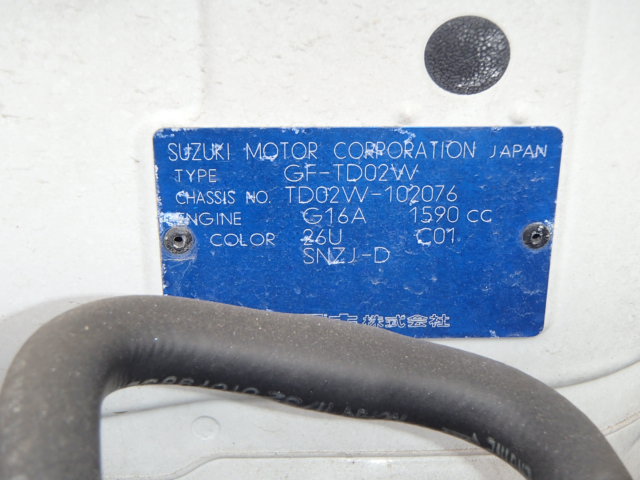 SUZUKI MOTOR CORPORATION JAPAN
TYPE GF-TD02W
CHASSIS NO. TD02W-102076
ENGINE G16A 1590 cc
COLOR 26U C01
SNZJ-D
株式会社